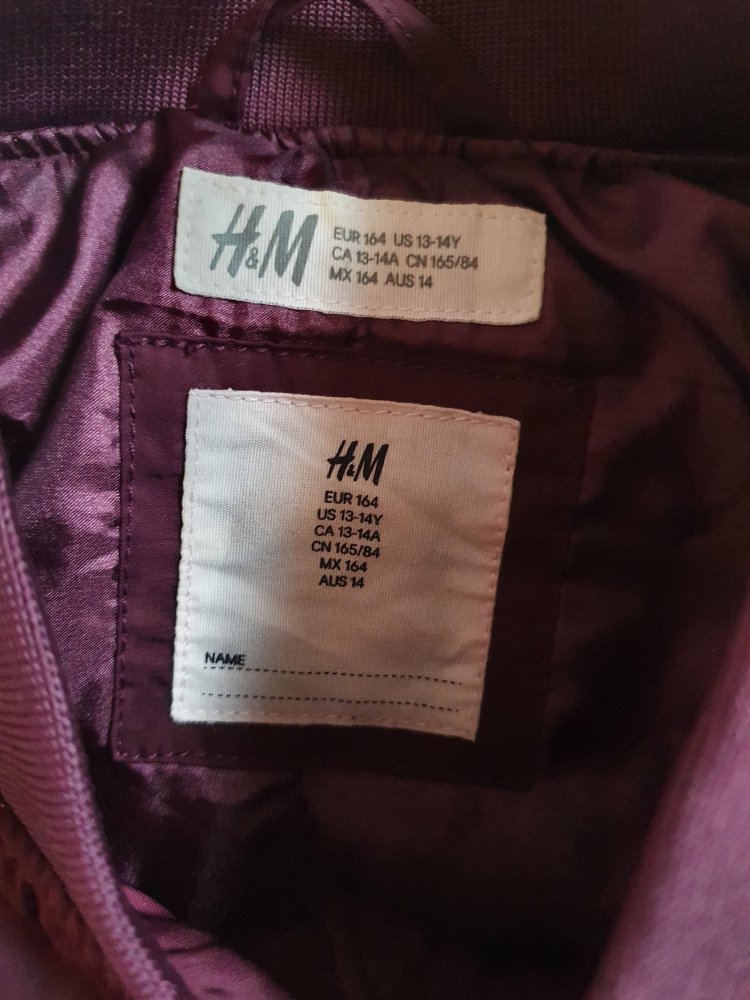 H&M
EUR 164 US 13-14Y
CA 13-14A CN 165/84
MX 164 AUS 14
H&M
EUR 164
US 13-14Y
CA 13-14A
CN 165/84
MX 164
AUS 14
NAME